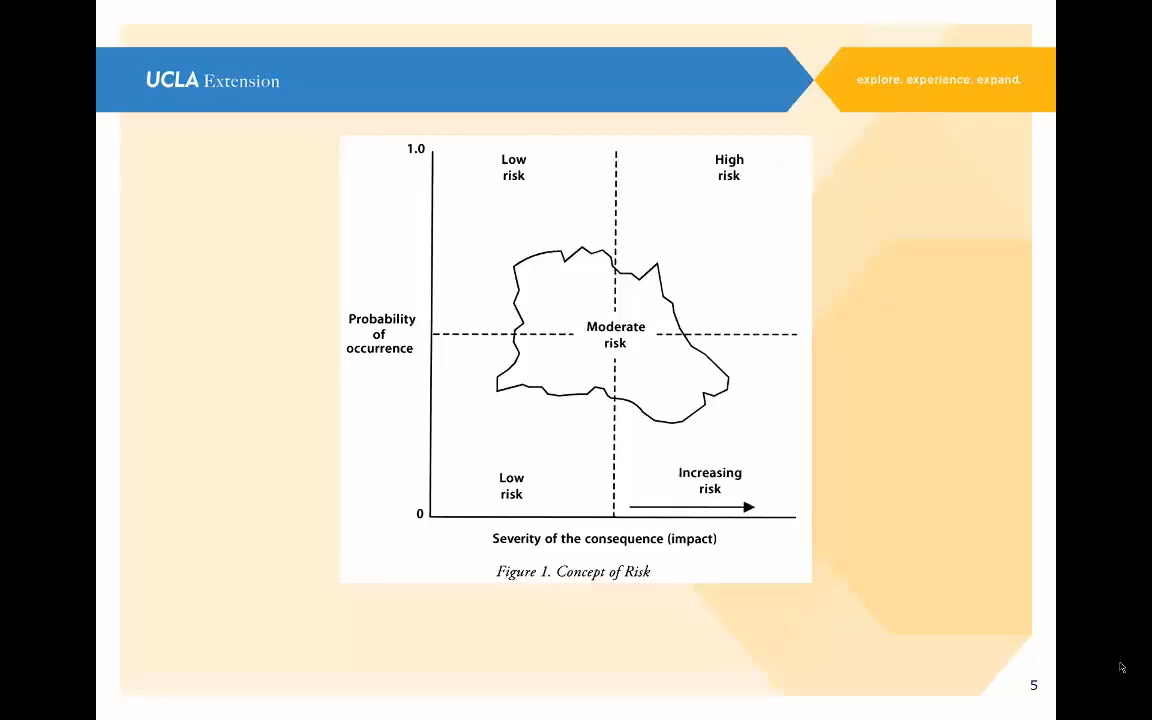 UCLA Extension
explore. experience. expand.
1.0
Low
risk
High
risk
Probability
of
occurrence
Moderate
risk
Low
risk
Increasing
risk
0
Severity of the consequence (impact)
Figure 1. Concept of Risk
5